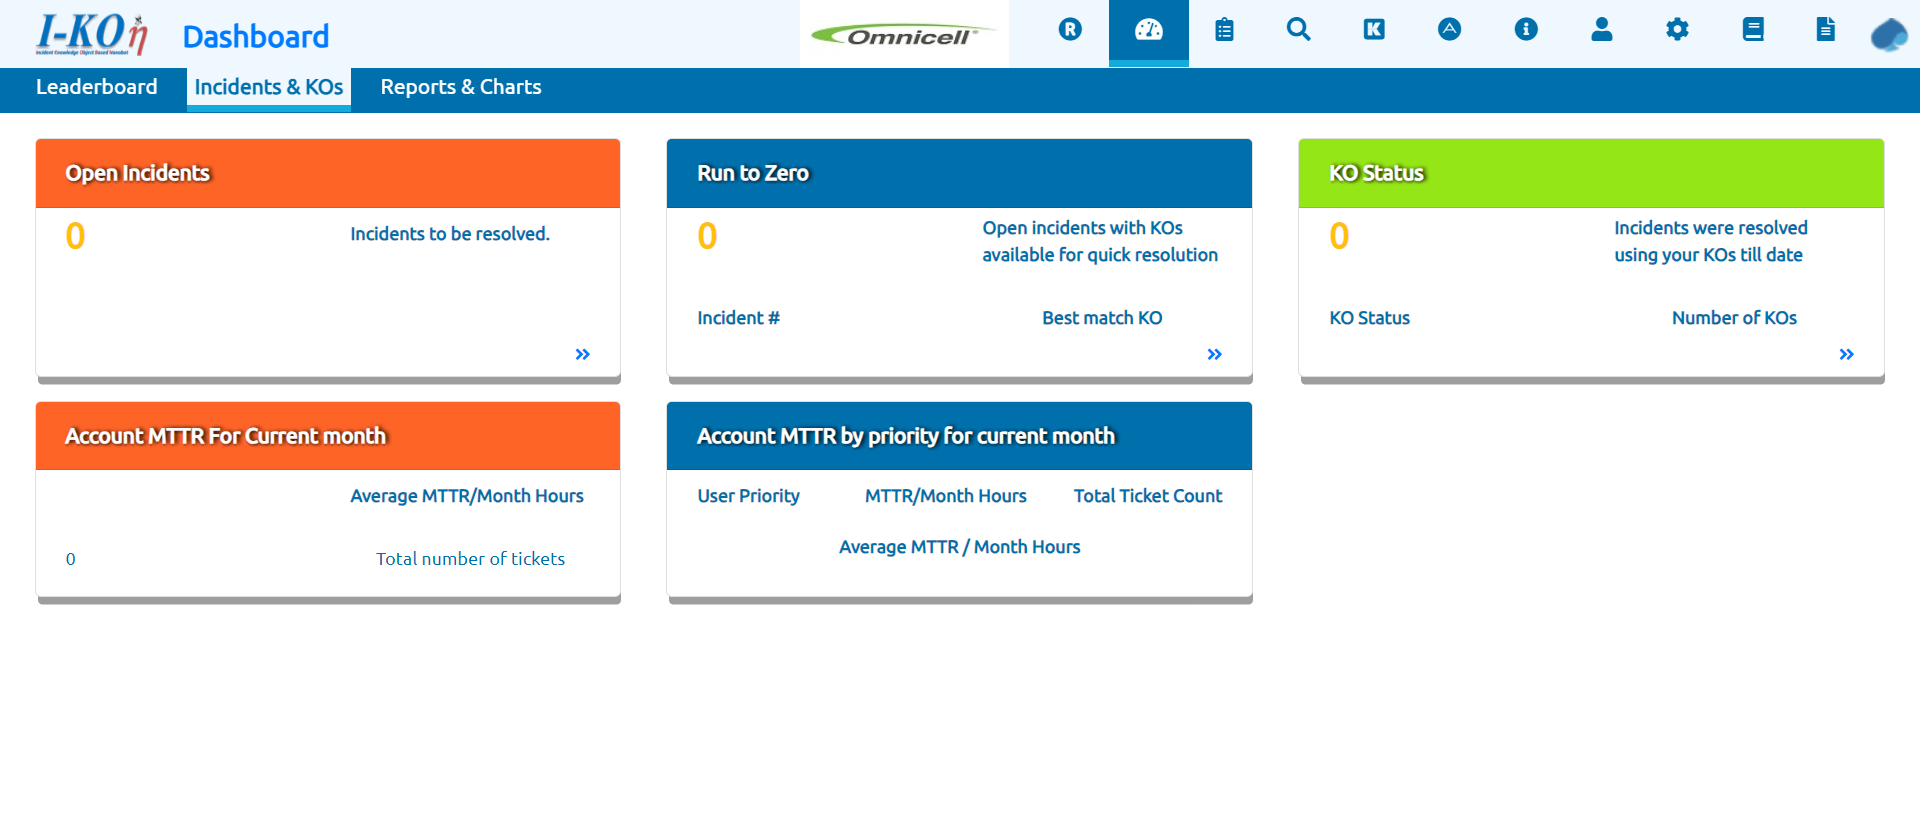 I-KOη
Incident Knowledge Object Based Nanobot
Dashboard
Omnicell®
R
K
A
i
Leaderboard
Incidents & KOs
Reports & Charts
Open Incidents
0
Incidents to be resolved.
Run to Zero
0
Open incidents with KOs
available for quick resolution
Incident #
Best match KO
KO Status
0
Incidents were resolved
using your KOs till date
KO Status
Number of KOs
Account MTTR For Current month
Average MTTR/Month Hours
0
Total number of tickets
Account MTTR by priority for current month
User Priority
MTTR/Month Hours
Total Ticket Count
Average MTTR / Month Hours